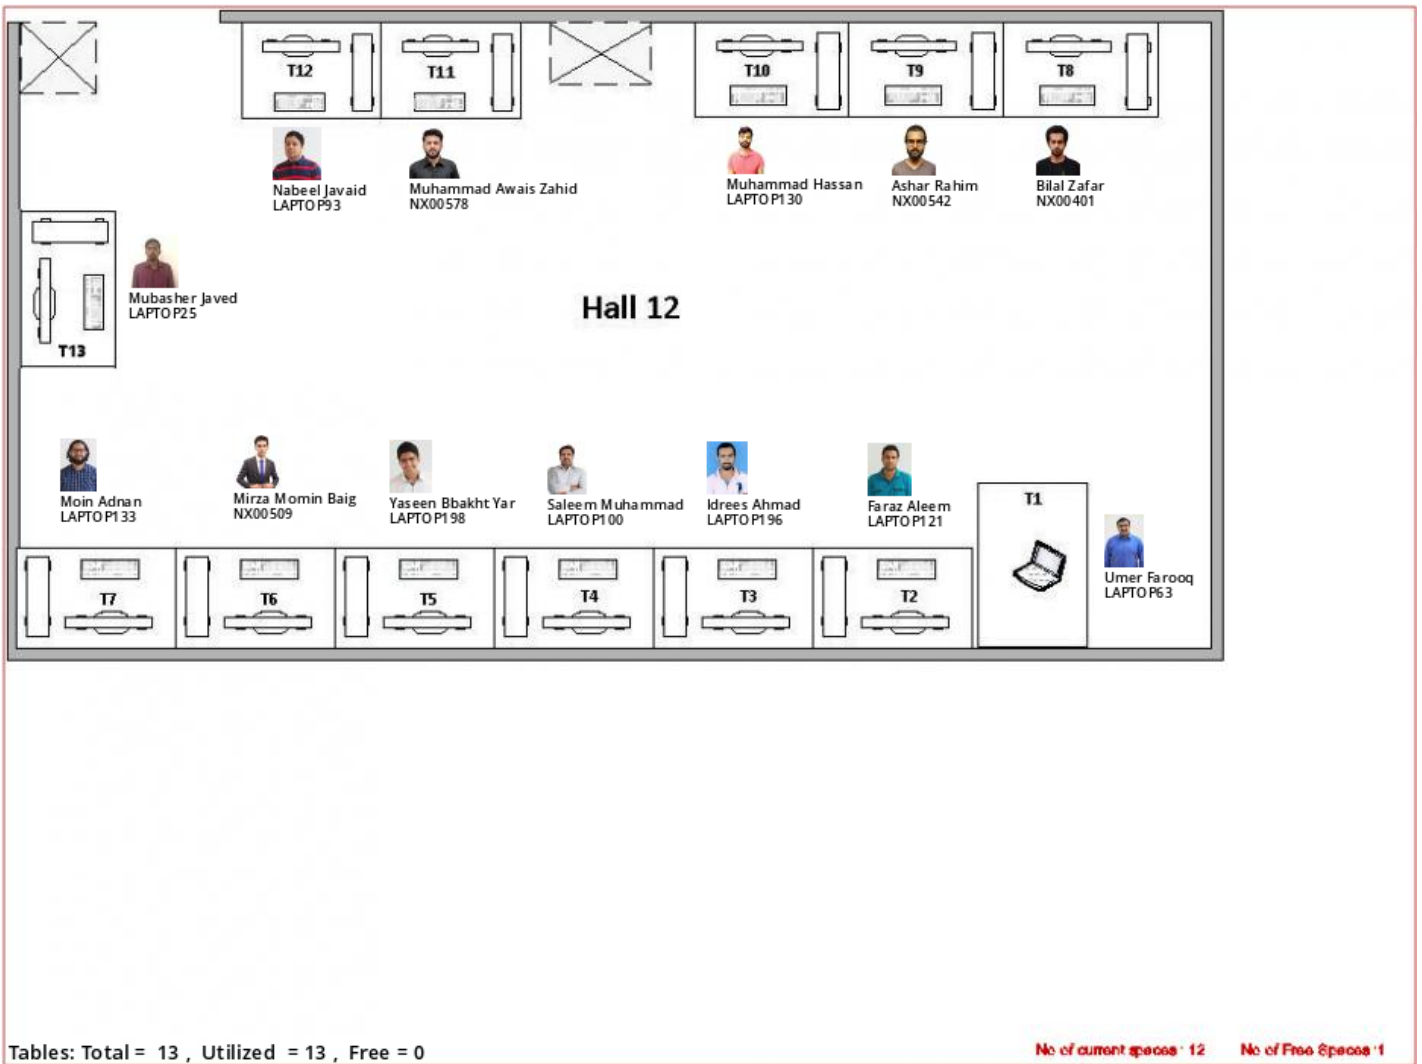 T12
T11
T10
T9
T8
Nabeel Javaid
LAPTOP93
Muhammad Awais Zahid
NX00578
Muhammad Hassan
LAPTOP130
Ashar Rahim
NX00542
Bilal Zafar
NX00401
Mubasher Javed
LAPTOP25
T13
Hall 12
Moin Adnan
LAPTOP133
Mirza Momin Baig
NX00509
Yaseen Bbakht Yar
LAPTOP198
Saleem Muhammad
LAPTOP100
Idrees Ahmad
LAPTOP196
Faraz Aleem
LAPTOP121
T1
Umer Farooq
LAPTOP63
T7
T6
T5
T4
T3
T2
Tables: Total = 13 , Utilized = 13 , Free = 0
No of current spaces : 12
No of Free Spaces :1